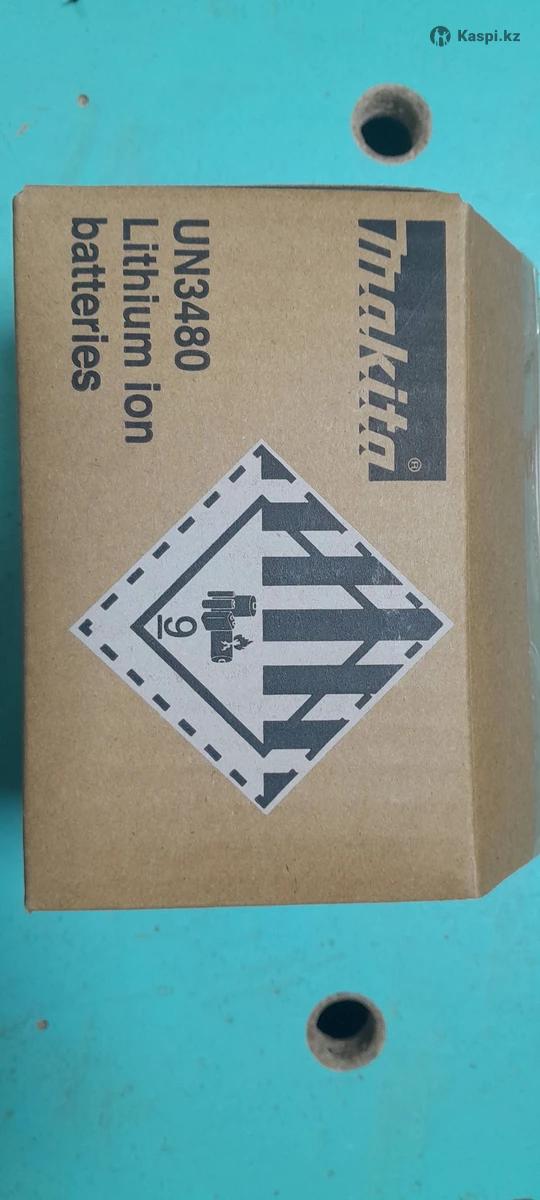 Kaspi.kz
makita®
UN3480
Lithium ion
batteries
9